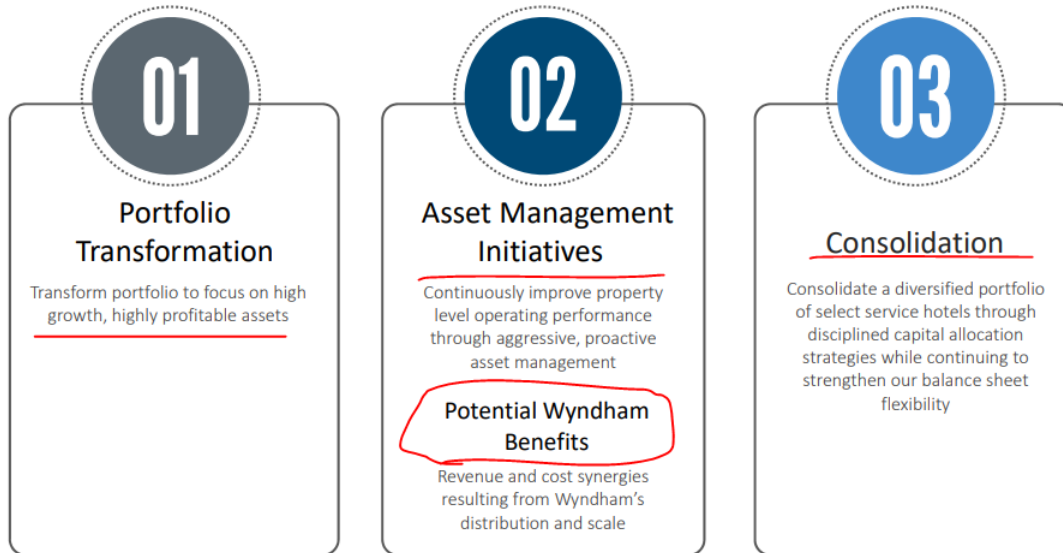 01
Portfolio
Transformation
Transform portfolio to focus on high
growth, highly profitable assets
02
Asset Management
Initiatives
Continuously improve property
level operating performance
through aggressive, proactive
asset management
Potential Wyndham
Benefits
Revenue and cost synergies
resulting from Wyndham's
distribution and scale
03
Consolidation
Consolidate a diversified portfolio
of select service hotels through
disciplined capital allocation
strategies while continuing to
strengthen our balance sheet
flexibility